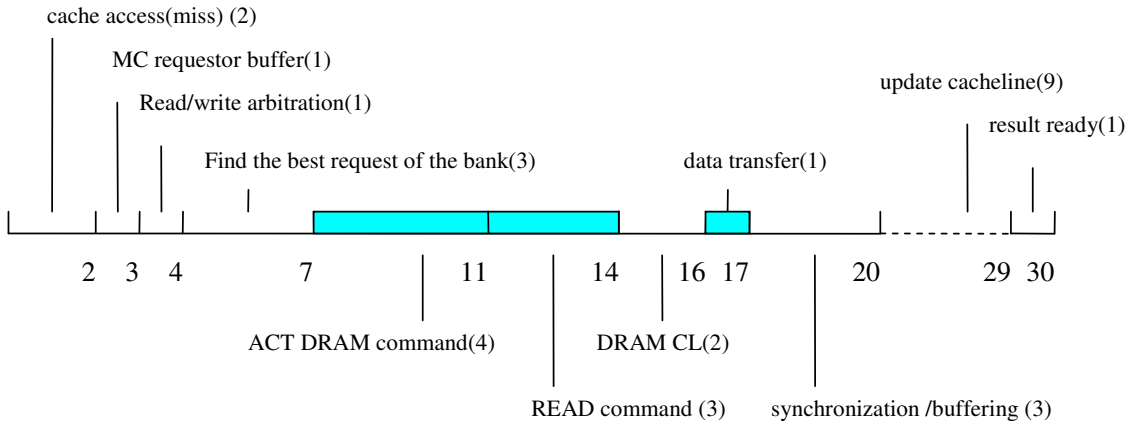 cache access(miss) (2)
MC requestor buffer(1)
update cacheline(9)
Read/write arbitration(1)
result ready(1)
Find the best request of the bank(3)
data transfer(1)
2 3 4 7 11 14 16 17 20 29 30
ACT DRAM command(4)
DRAM CL(2)
READ command (3)
synchronization /buffering (3)